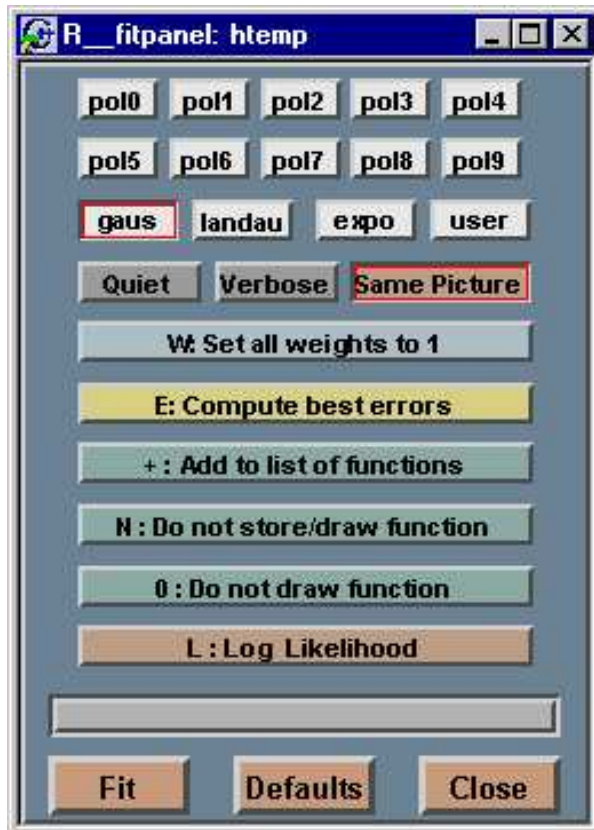 R__fitpanel: htemp
pol0 pol1 pol2 pol3 pol4
pol5 pol6 pol7 pol8 pol9
gaus landau expo user
Quiet Verbose Same Picture
W: Set all weights to 1
E: Compute best errors
+ : Add to list of functions
N : Do not store/draw function
0 : Do not draw function
L : Log Likelihood
Fit Defaults Close